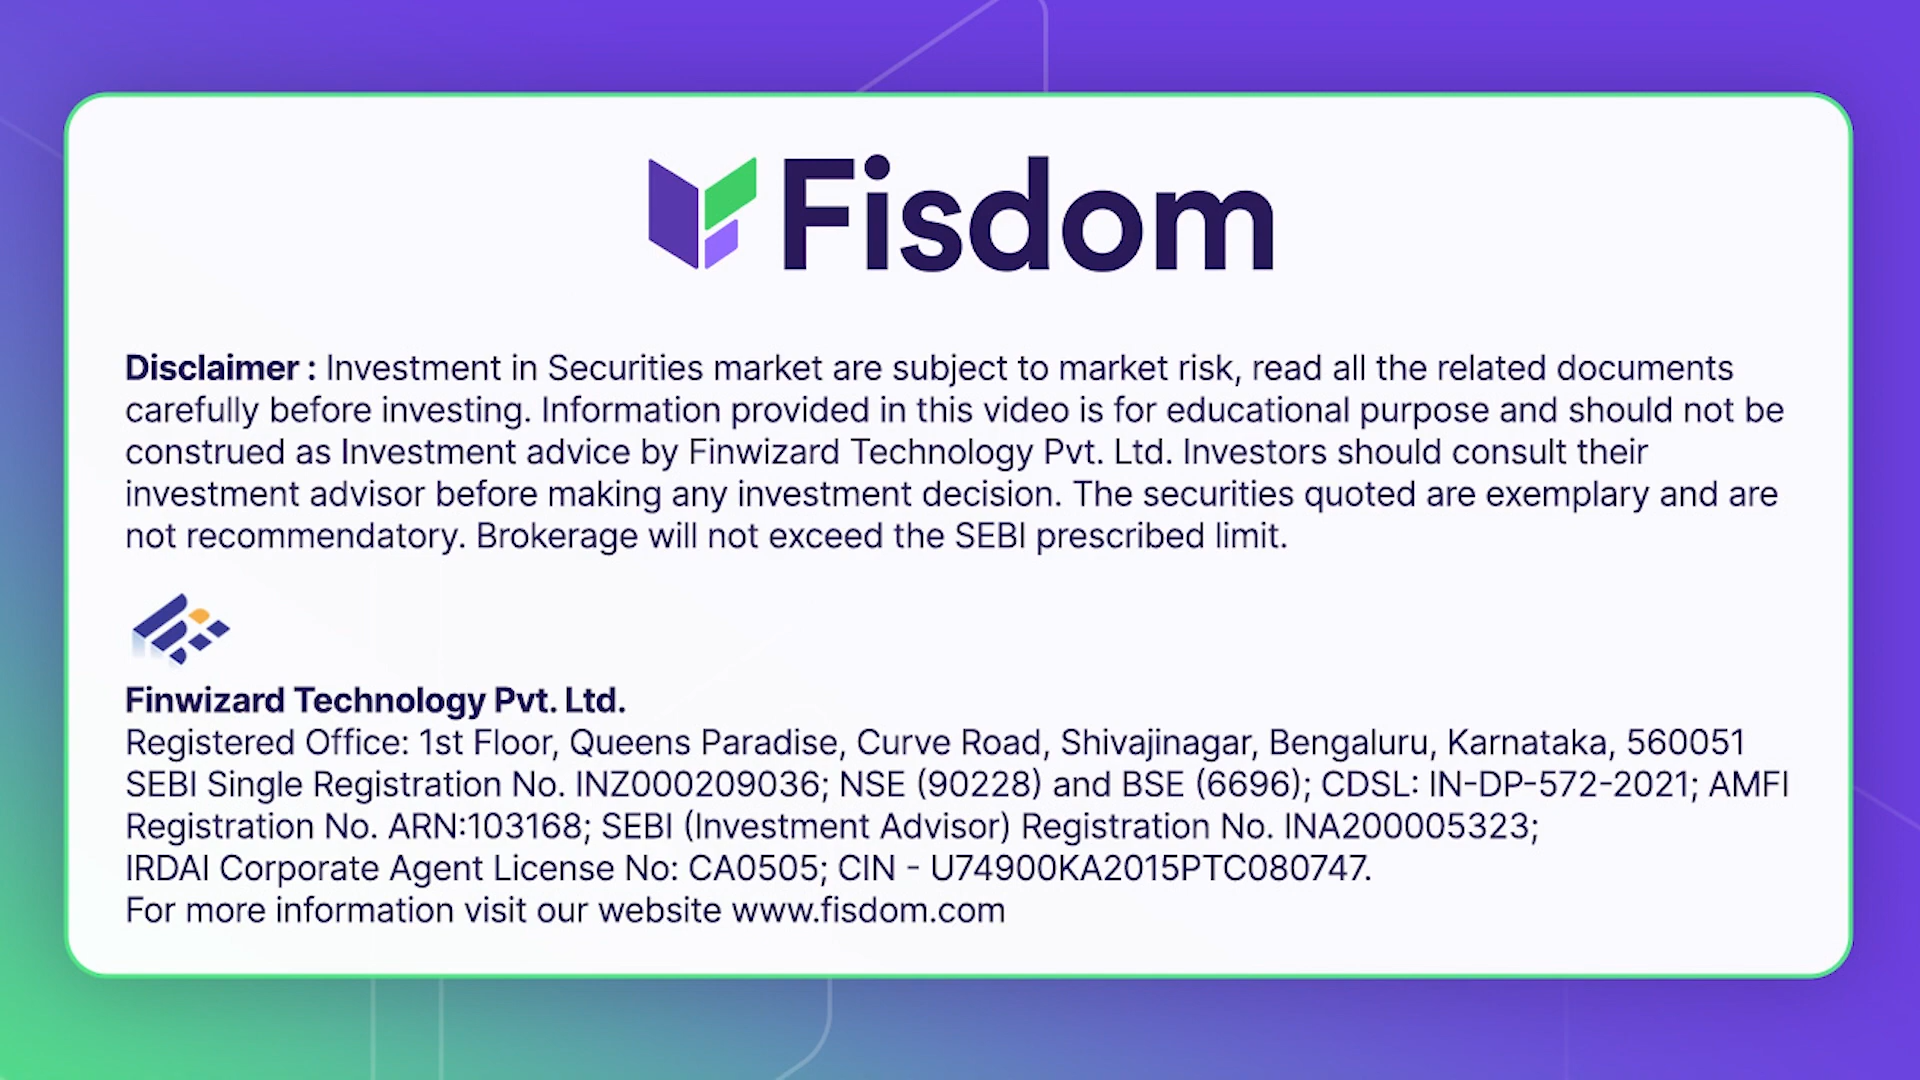 Fisdom
Disclaimer : Investment in Securities market are subject to market risk, read all the related documents
carefully before investing. Information provided in this video is for educational purpose and should not be
construed as Investment advice by Finwizard Technology Pvt. Ltd. Investors should consult their
investment advisor before making any investment decision. The securities quoted are exemplary and are
not recommendatory. Brokerage will not exceed the SEBI prescribed limit.
Finwizard Technology Pvt. Ltd.
Registered Office: 1st Floor, Queens Paradise, Curve Road, Shivajinagar, Bengaluru, Karnataka, 560051
SEBI Single Registration No. INZ000209036; NSE (90228) and BSE (6696); CDSL: IN-DP-572-2021; AMFI
Registration No. ARN:103168; SEBI (Investment Advisor) Registration No. INA200005323;
IRDAI Corporate Agent License No: CA0505; CIN - U74900KA2015PTC080747.
For more information visit our website www.fisdom.com